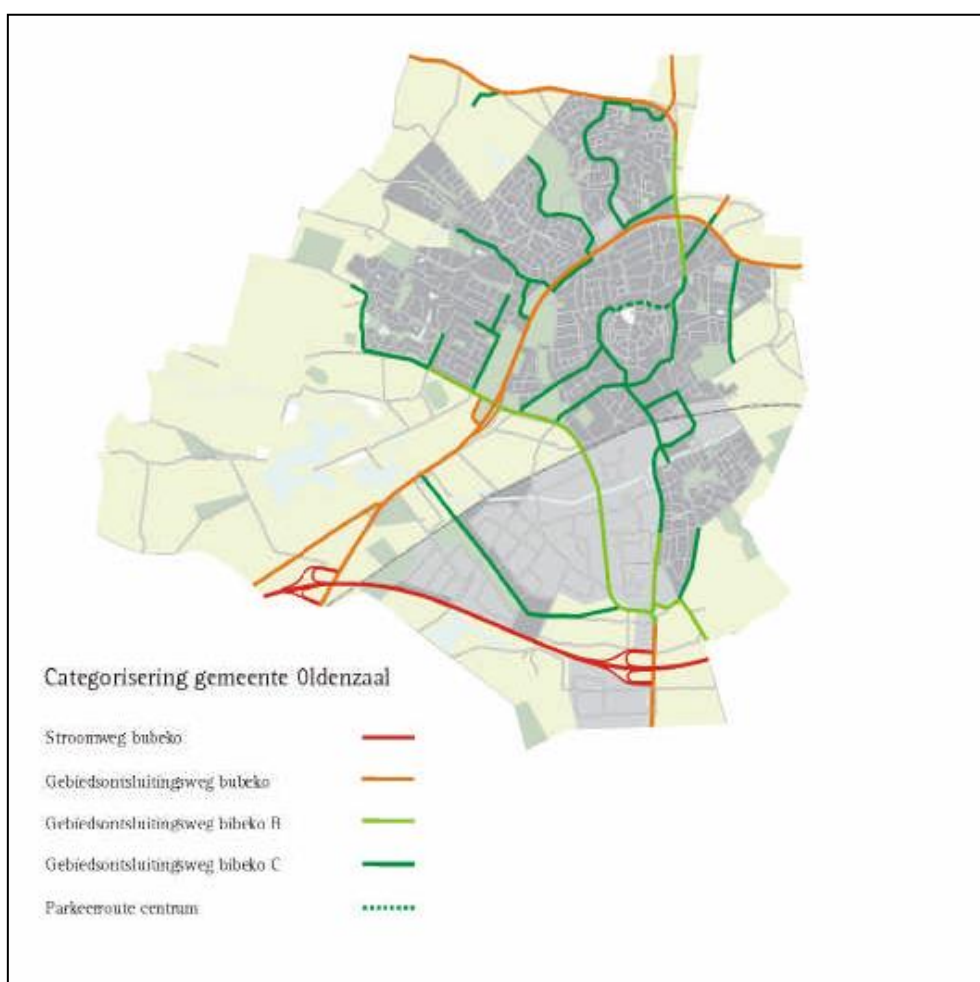 Categorisering gemeente Oldenzaal
Stroomweg bubeko
Gebiedsontsluitingsweg bubeko
Gebiedsontsluitingsweg bibeko B
Gebiedsontsluitingsweg bibeko C
Parkeerroute centrum